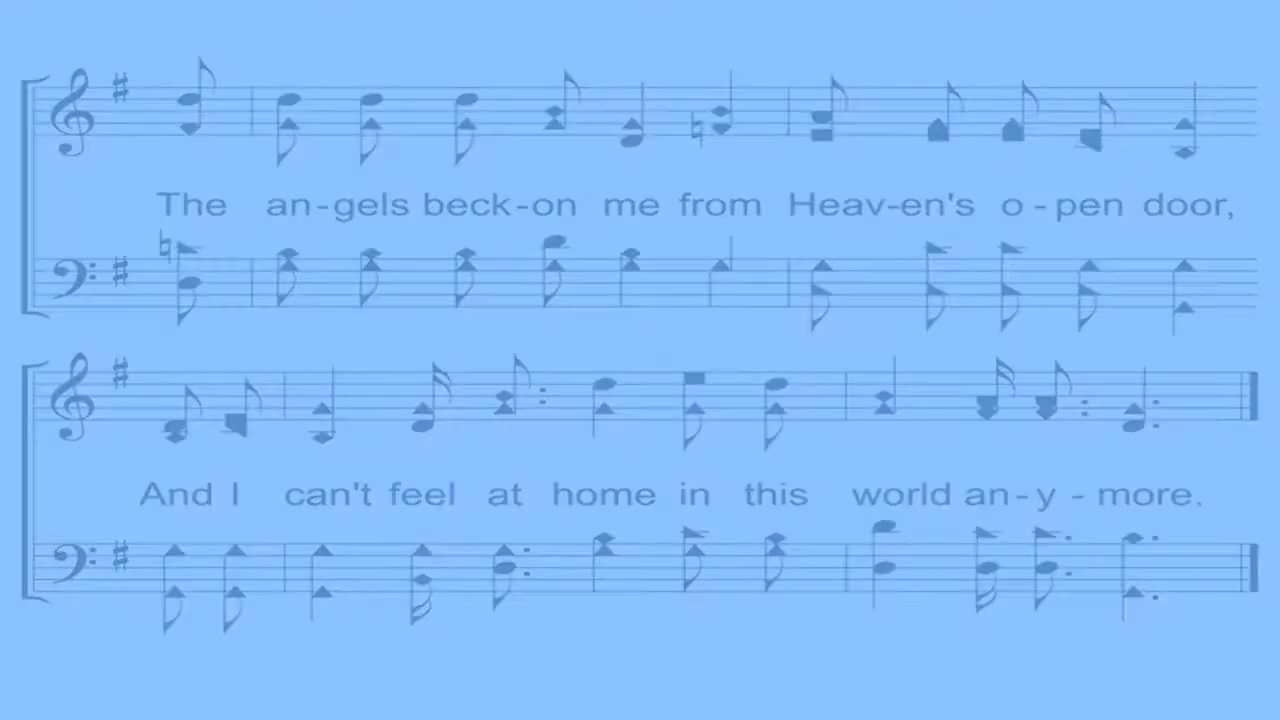 The an-gels beck-on me from Heav-en's o-pen door,
And I can't feel at home in this world an-y-more.